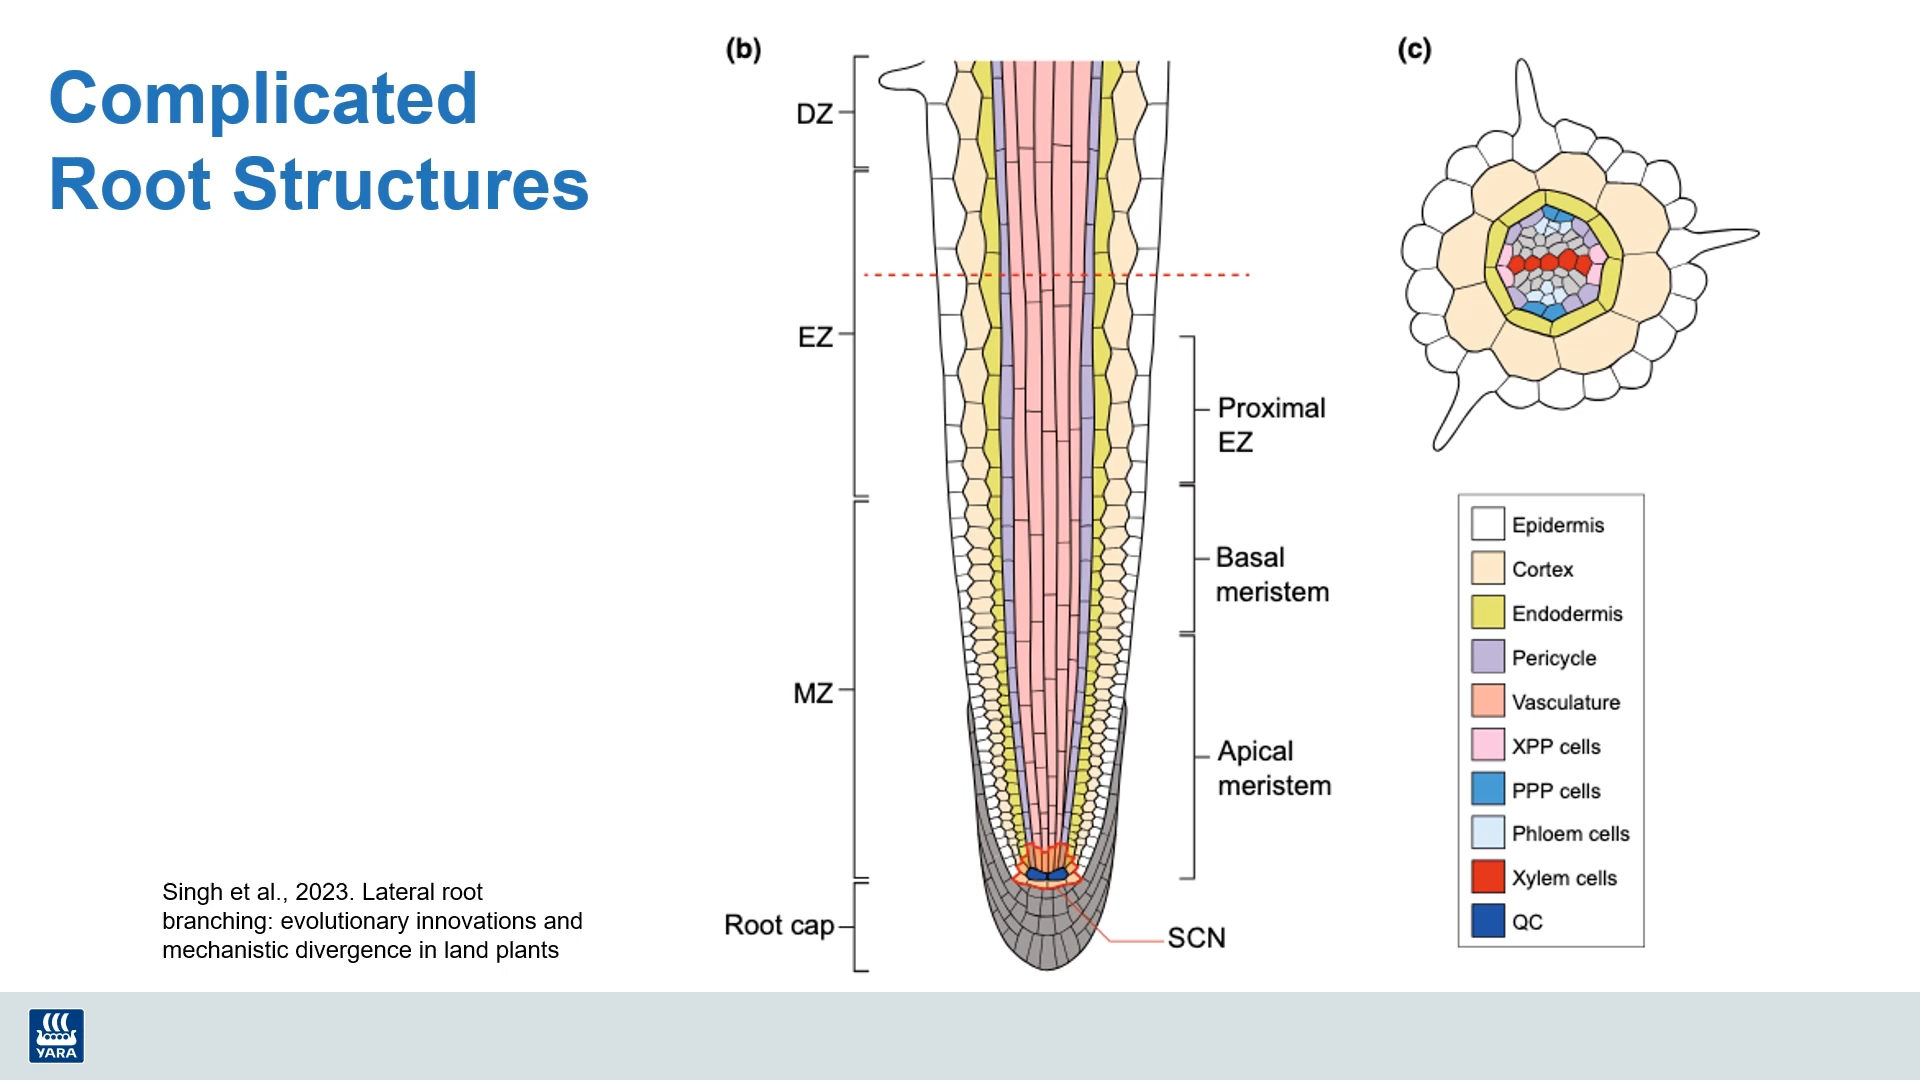 Complicated
Root Structures
(b)
DZ
EZ
MZ
Root cap
Proximal
EZ
Basal
meristem
Apical
meristem
SCN
(c)
Epidermis
Cortex
Endodermis
Pericycle
Vasculature
XPP cells
PPP cells
Phloem cells
Xylem cells
QC
Singh et al., 2023. Lateral root
branching: evolutionary innovations and
mechanistic divergence in land plants
YARA